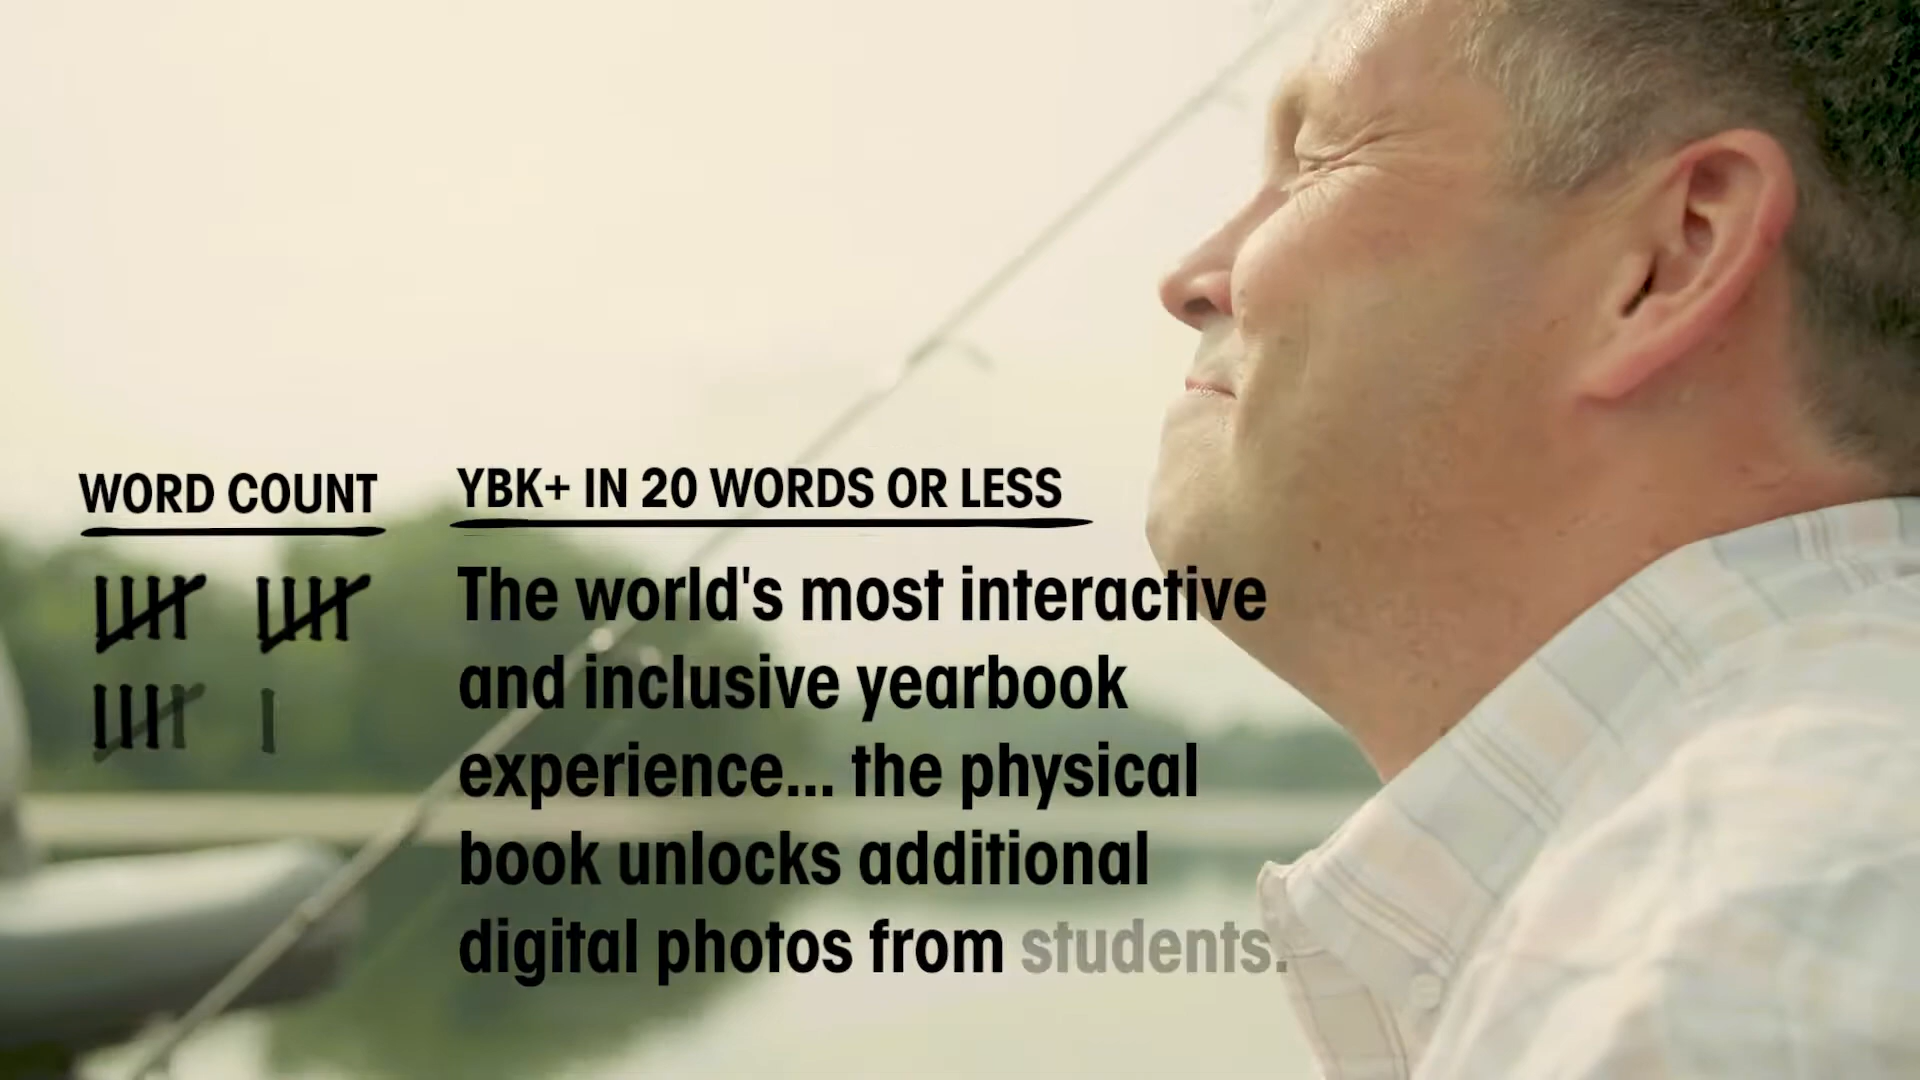 WORD COUNT
YBK+ IN 20 WORDS OR LESS
The world's most interactive
and inclusive yearbook
experience... the physical
book unlocks additional
digital photos from students.